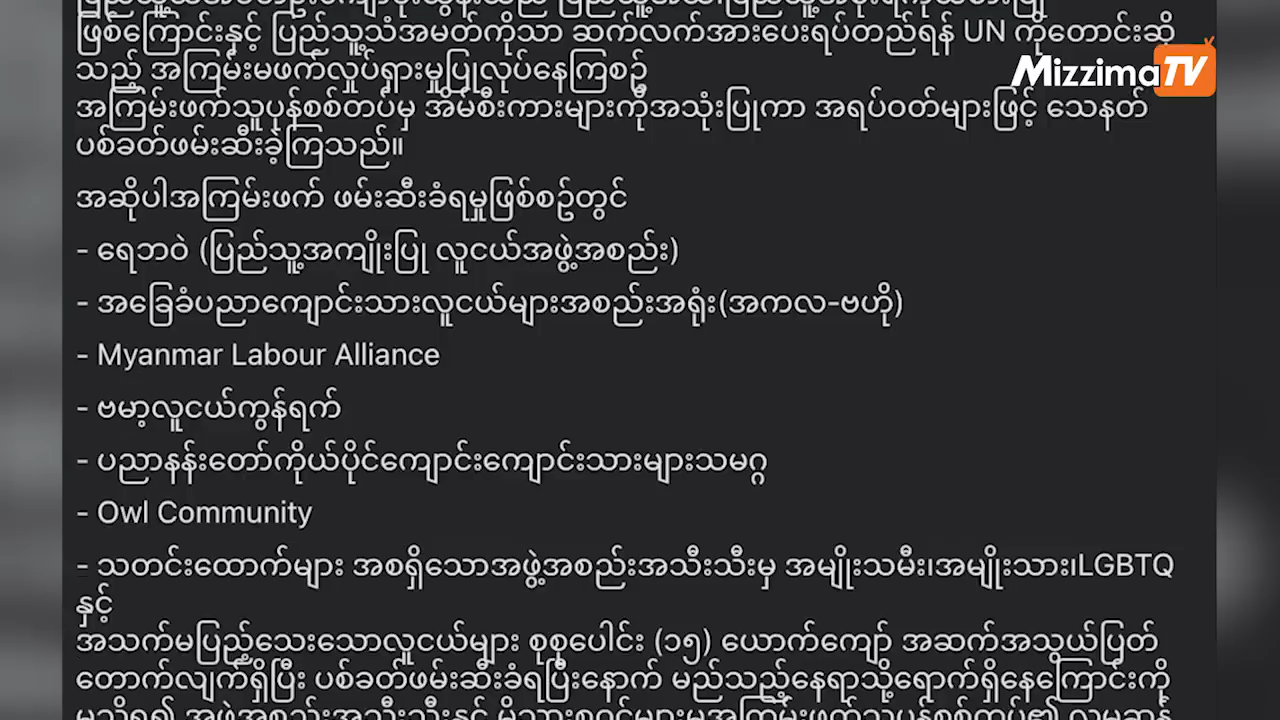 ဖြစ်ကြောင်းနှင့် ပြည်သူ့သံအမတ်ကိုသာ ဆက်လက်အားပေးရပ်တည်ရန် UN ကိုတောင်းဆို
သည့် အကြမ်းမဖက်လှုပ်ရှားမှုပြုလုပ်နေကြစဉ်
MizzimaTV
အကြမ်းဖက်သူပုန်စစ်တပ်မှ အိမ်စီးကားများကိုအသုံးပြုကာ အရပ်ဝတ်များဖြင့် သေနတ်
ပစ်ခတ်ဖမ်းဆီးခဲ့ကြသည်။
အဆိုပါအကြမ်းဖက် ဖမ်းဆီးခံရမှုဖြစ်စဥ်တွင်
- ရေဘဝဲ (ပြည်သူ့အကျိုးပြု လူငယ်အဖွဲ့အစည်း)
- အခြေခံပညာကျောင်းသားလူငယ်များအစည်းအရုံး(အကလ-ဗဟို)
- Myanmar Labour Alliance
- ဗမာ့လူငယ်ကွန်ရက်
- ပညာနန်းတော်ကိုယ်ပိုင်ကျောင်းကျောင်းသားများသမဂ္ဂ
- Owl Community
- သတင်းထောက်များ အစရှိသောအဖွဲ့အစည်းအသီးသီးမှ အမျိုးသမီး၊အမျိုးသား၊LGBTQ
နှင့်
အသက်မပြည့်သေးသောလူငယ်များ စုစုပေါင်း (၁၅) ယောက်ကျော် အဆက်အသွယ်ပြတ်
တောက်လျက်ရှိပြီး ပစ်ခတ်ဖမ်းဆီးခံရပြီးနောက် မည်သည့်နေရာသို့ရောက်ရှိနေကြောင်းကို